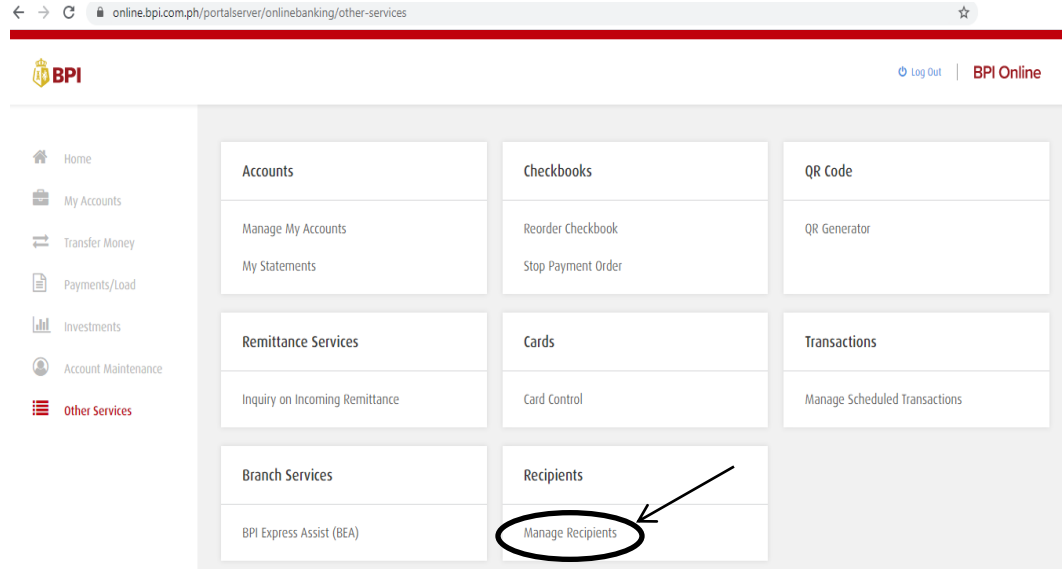 online.bpi.com.ph/portalserver/onlinebanking/other-services
BPI
Log Out
BPI Online
Home
My Accounts
Transfer Money
Payments/Load
Investments
Account Maintenance
Other Services
Accounts
Manage My Accounts
My Statements
Checkbooks
Reorder Checkbook
Stop Payment Order
QR Code
QR Generator
Remittance Services
Inquiry on Incoming Remittance
Cards
Card Control
Transactions
Manage Scheduled Transactions
Branch Services
BPI Express Assist (BEA)
Recipients
Manage Recipients